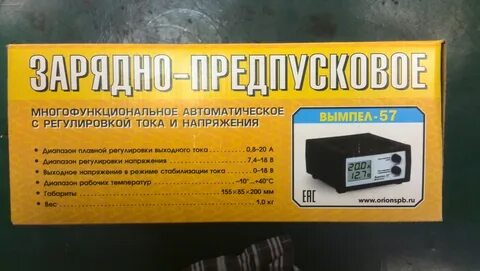 ЗАРЯДНО-ПРЕДПУСКОВОЕ
МНОГОФУНКЦИОНАЛЬНОЕ АВТОМАТИЧЕСКОЕ
С РЕГУЛИРОВКОЙ ТОКА И НАПРЯЖЕНИЯ
• Диапазон плавной регулировки выходного тока 0,8-20 А
• Диапазон регулировки напряжения 7,4-18 В
• Выходное напряжение в режиме стабилизации тока 0-18 В
• Диапазон рабочих температур -10°...+40°С
• Габариты 155×85×200 мм
• Вес 1,0 кг
ВЫМПЕЛ-57
20.0
12.7
EAC
www.orionspb.ru